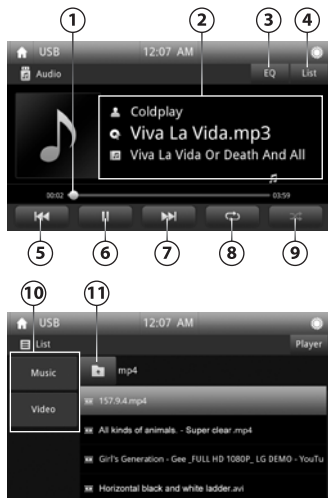 1 2 3 4
USB 12:07 AM
Audio EQ List
Coldplay
Viva La Vida.mp3
Viva La Vida Or Death And All
00:02 03:59
5 6 7 8 9
10 11
USB 12:07 AM
List Player
Music mp4
157.9.4.mp4
Video
All kinds of animals. - Super clear.mp4
Girl's Generation - Gee _FULL HD 1080P_ LG DEMO - YouTu
Horizontal black and white ladder.avi